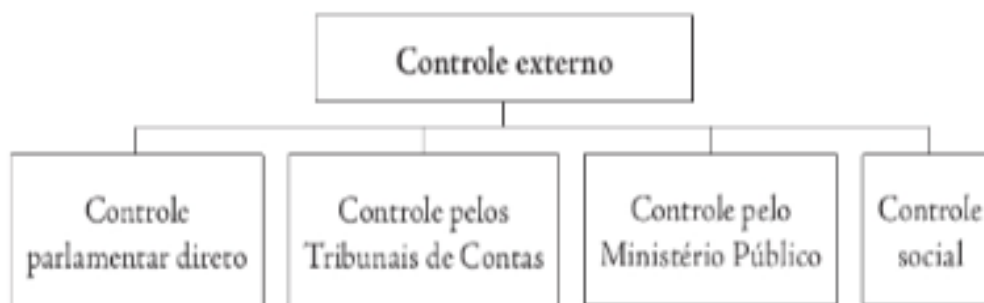 Controle externo
Controle
parlamentar direto
Controle pelos
Tribunais de Contas
Controle pelo
Ministério Público
Controle
social